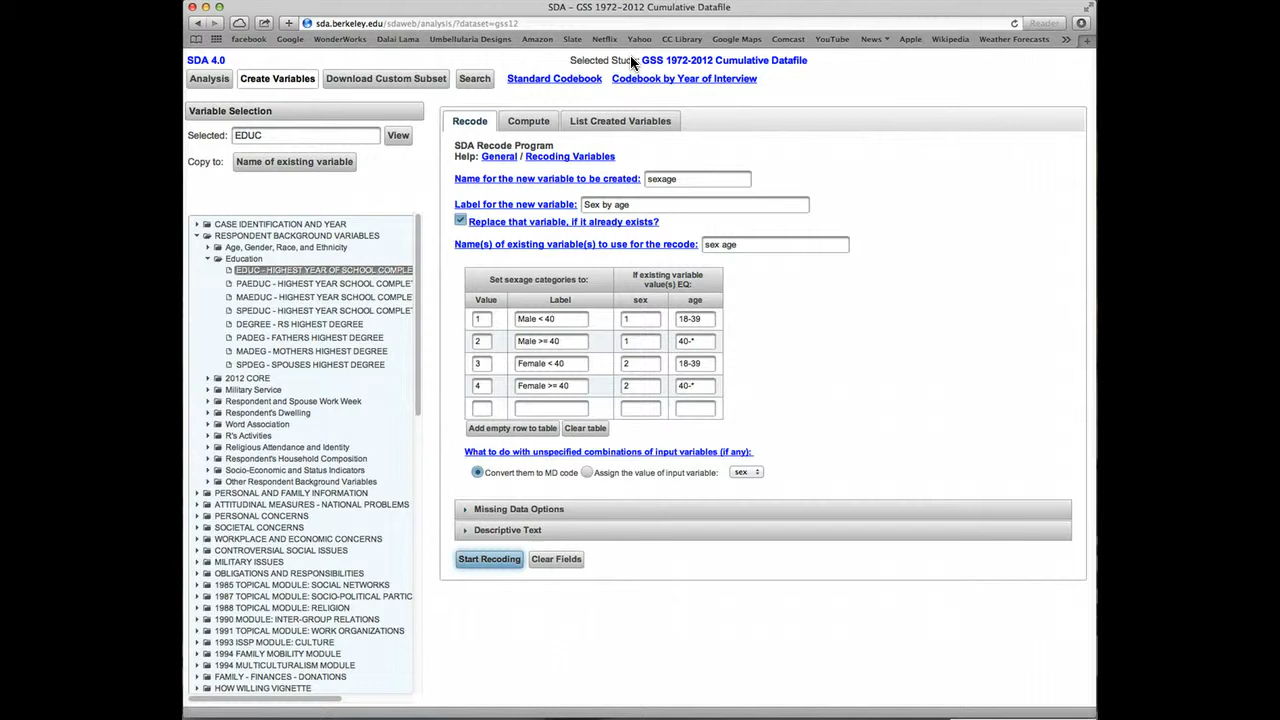 SDA – GSS 1972–2012 Cumulative Datafile
sda.berkeley.edu/sdaweb/analysis/?dataset=gss12
Reader
facebook Google WonderWorks Dalai Lama Umbellularia Designs Amazon Slate Netflix Yahoo CC Library Google Maps Comcast YouTube News Apple Wikipedia Weather Forecasts
SDA 4.0
Selected GSS 1972-2012 Cumulative Datafile
Analysis Create Variables Download Custom Subset Search Standard Codebook Codebook by Year of Interview
Variable Selection
Selected: EDUC View
Copy to: Name of existing variable
CASE IDENTIFICATION AND YEAR
RESPONDENT BACKGROUND VARIABLES
Age, Gender, Race, and Ethnicity
Education
EDUC - HIGHEST YEAR OF SCHOOL COMPLE
PAEDUC - HIGHEST YEAR SCHOOL COMPLET
MAEDUC - HIGHEST YEAR SCHOOL COMPLE
SPEDUC - HIGHEST YEAR SCHOOL COMPLET
DEGREE - RS HIGHEST DEGREE
PADEG - FATHERS HIGHEST DEGREE
MADEG - MOTHERS HIGHEST DEGREE
SPDEG - SPOUSES HIGHEST DEGREE
2012 CORE
Military Service
Respondent and Spouse Work Week
Respondent's Dwelling
Word Association
R's Activities
Religious Attendance and Identity
Respondent's Household Composition
Socio-Economic and Status Indicators
Other Respondent Background Variables
PERSONAL AND FAMILY INFORMATION
ATTITUDINAL MEASURES - NATIONAL PROBLEMS
PERSONAL CONCERNS
SOCIETAL CONCERNS
WORKPLACE AND ECONOMIC CONCERNS
CONTROVERSIAL SOCIAL ISSUES
MILITARY ISSUES
OBLIGATIONS AND RESPONSIBILITIES
1985 TOPICAL MODULE: SOCIAL NETWORKS
1987 TOPICAL MODULE: SOCIO-POLITICAL PARTIC
1988 TOPICAL MODULE: RELIGION
1990 MODULE: INTER-GROUP RELATIONS
1991 TOPICAL MODULE: WORK ORGANIZATIONS
1993 ISSP MODULE: CULTURE
1994 FAMILY MOBILITY MODULE
1994 MULTICULTURALISM MODULE
FAMILY - FINANCES - DONATIONS
HOW WILLING VIGNETTE
Recode Compute List Created Variables
SDA Recode Program
Help: General / Recoding Variables
Name for the new variable to be created: sexage
Label for the new variable: Sex by age
Replace that variable, if it already exists?
Name(s) of existing variable(s) to use for the recode: sex age
Set sexage categories to: If existing variable value(s) EQ:
Value Label sex age
1 Male < 40 1 18-39
2 Male >= 40 1 40-*
3 Female < 40 2 18-39
4 Female >= 40 2 40-*
Add empty row to table Clear table
What to do with unspecified combinations of input variables (if any):
Convert them to MD code Assign the value of input variable: sex
Missing Data Options
Descriptive Text
Start Recoding Clear Fields